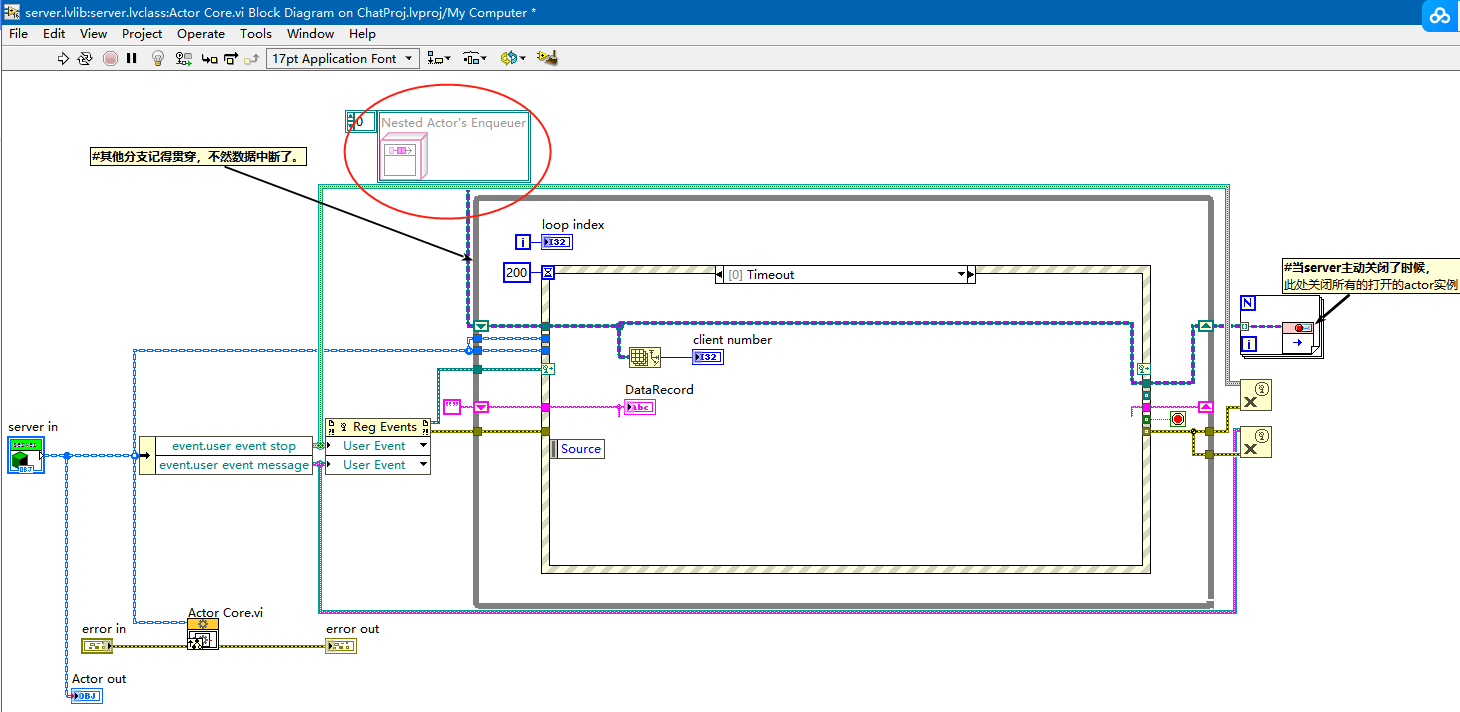 server.lvlib:server.lvclass:Actor Core.vi Block Diagram on ChatProj.lvproj/My Computer *
File Edit View Project Operate Tools Window Help
17pt Application Font
0
Nested Actor's Enqueuer
#其他分支记得贯穿，不然数据中断了。
loop index
i
I32
200
[0] Timeout
#当server主动关闭了时候，
此处关闭所有的打开的actor实例
N
i
client number
I32
DataRecord
abc
server in
OBJ
Reg Events
event.user event stop
User Event
event.user event message
User Event
Source
Actor Core.vi
error in
error out
Actor out
OBJ